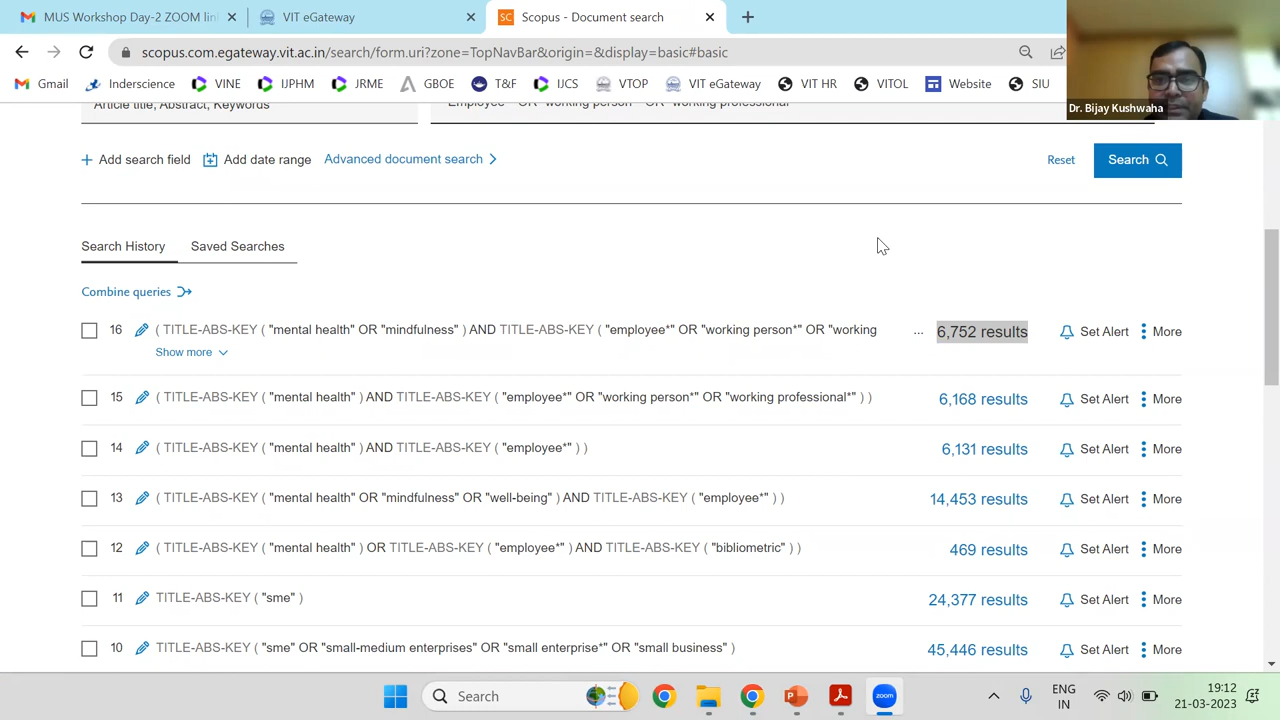 MUS Workshop Day-2 ZOOM lin
VIT eGateway
SC Scopus - Document search
scopus.com.egateway.vit.ac.in/search/form.uri?zone=TopNavBar&origin=&display=basic#basic
Gmail Inderscience VINE IJPHM JRME GBOE T&F IJCS VTOP VIT eGateway VIT HR VITOL Website SIU
Dr. Bijay Kushwaha
Article title, Abstract, Keywords
"Employee*" OR "working person*" OR "working professional*"
Add search field Add date range Advanced document search
Reset Search
Search History Saved Searches
Combine queries
16 ( TITLE-ABS-KEY ( "mental health" OR "mindfulness" ) AND TITLE-ABS-KEY ( "employee*" OR "working person*" OR "working ... 6,752 results Set Alert More
Show more
15 ( TITLE-ABS-KEY ( "mental health" ) AND TITLE-ABS-KEY ( "employee*" OR "working person*" OR "working professional*" ) ) 6,168 results Set Alert More
14 ( TITLE-ABS-KEY ( "mental health" ) AND TITLE-ABS-KEY ( "employee*" ) ) 6,131 results Set Alert More
13 ( TITLE-ABS-KEY ( "mental health" OR "mindfulness" OR "well-being" ) AND TITLE-ABS-KEY ( "employee*" ) ) 14,453 results Set Alert More
12 ( TITLE-ABS-KEY ( "mental health" ) OR TITLE-ABS-KEY ( "employee*" ) AND TITLE-ABS-KEY ( "bibliometric" ) ) 469 results Set Alert More
11 TITLE-ABS-KEY ( "sme" ) 24,377 results Set Alert More
10 TITLE-ABS-KEY ( "sme" OR "small-medium enterprises" OR "small enterprise*" OR "small business" ) 45,446 results Set Alert More
Search zoom ENG IN 19:12 21-03-2023